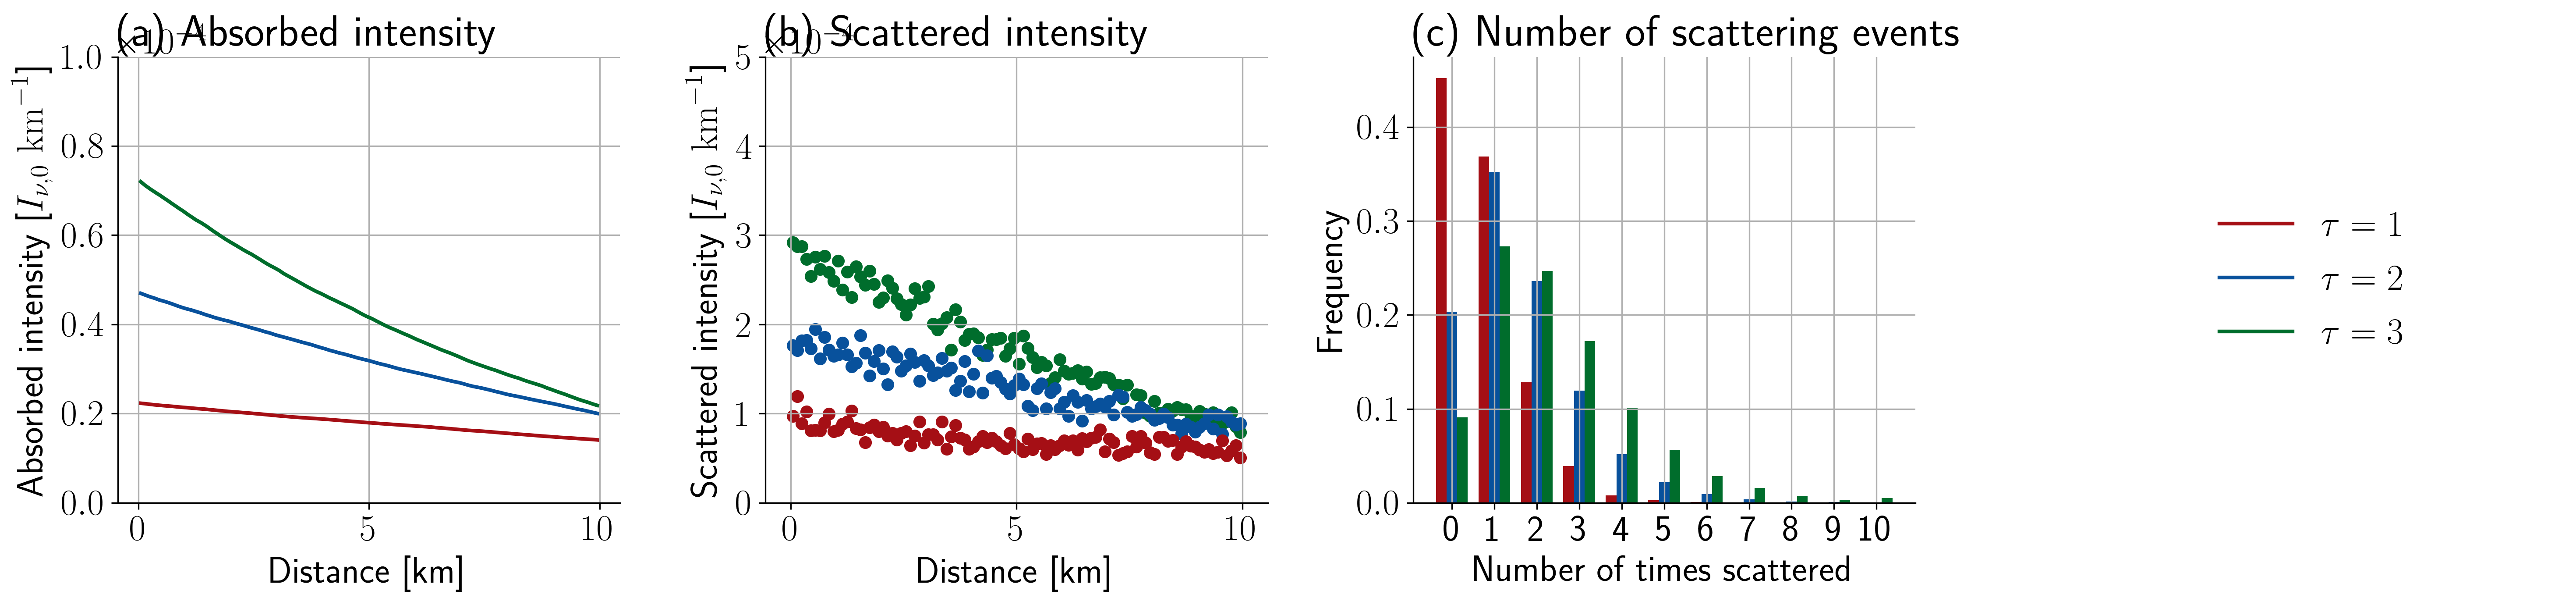 (a) Absorbed intensity
×10⁻⁴
1.0
0.8
0.6
0.4
0.2
0.0
Absorbed intensity [I_{ν,0} km⁻¹]
0 5 10
Distance [km]
(b) Scattered intensity
×10⁻⁴
5
4
3
2
1
0
Scattered intensity [I_{ν,0} km⁻¹]
0 5 10
Distance [km]
(c) Number of scattering events
0.4
0.3
0.2
0.1
0.0
Frequency
0 1 2 3 4 5 6 7 8 9 10
Number of times scattered
τ = 1
τ = 2
τ = 3